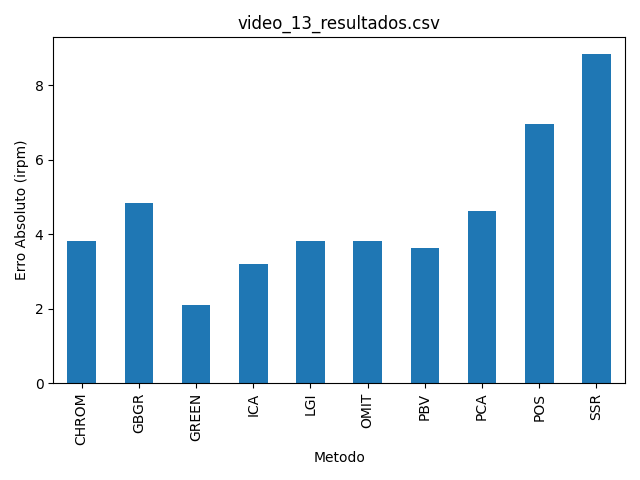 video_13_resultados.csv
Erro Absoluto (irpm)
8
6
4
2
0
CHROM
GBGR
GREEN
ICA
LGI
OMIT
PBV
PCA
POS
SSR
Metodo